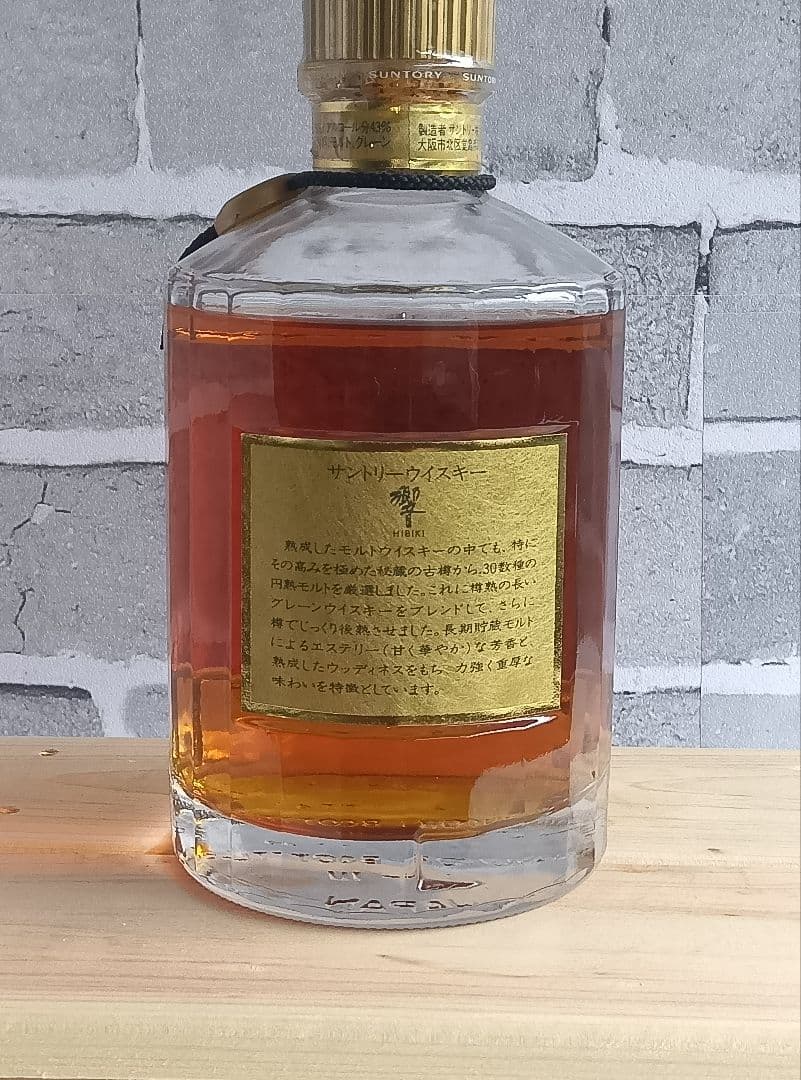 SUNTORY SUNTO
アルコール分43%
モルト,グレーン
製造者 サントリー
大阪市北区堂島
サントリーウイスキー
響
HIBIKI
熟成したモルトウイスキーの中でも、特に
その高みを極めた秘蔵の古樽から、30数種の
円熟モルトを厳選しました。これに樽熟の長い
グレーンウイスキーをブレンドして、さらに
樽でじっくり後熟させました。長期貯蔵モルト
によるエステリー(甘く華やか)な芳香と、
熟成したウッディネスをもち、力強く重厚な
味わいを特徴としています。